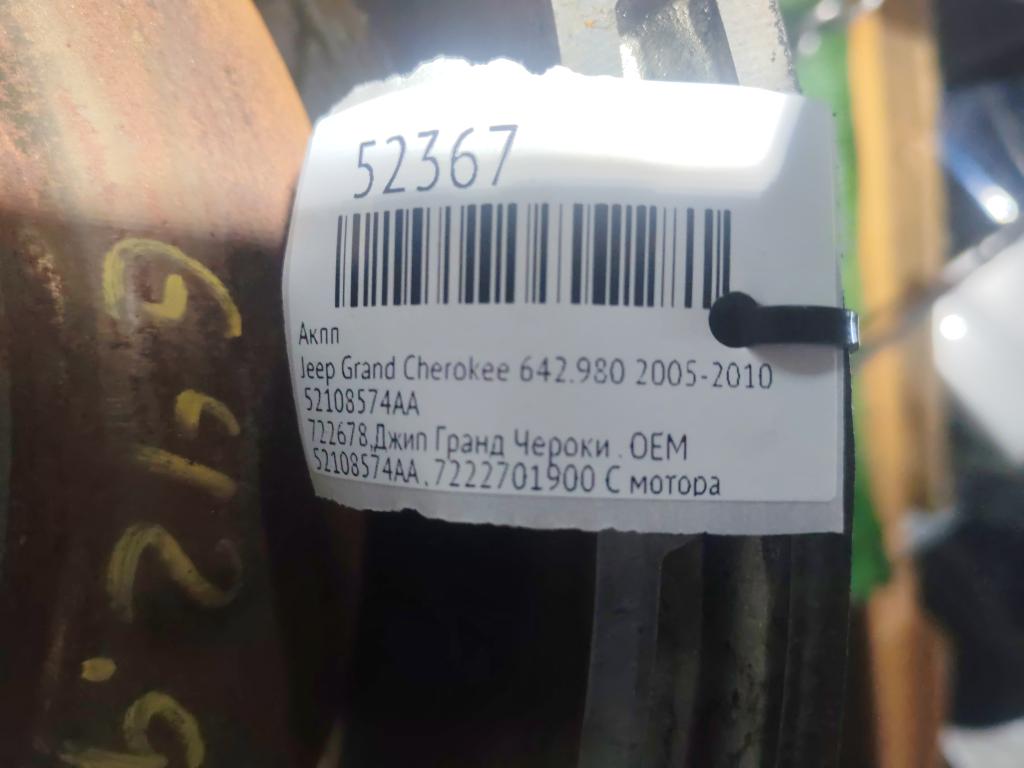 52367
Акпп
Jeep Grand Cherokee 642.980 2005-2010
52108574AA
722678,Джип Гранд Чероки . OEM
52108574AA , 7222701900 С мотора